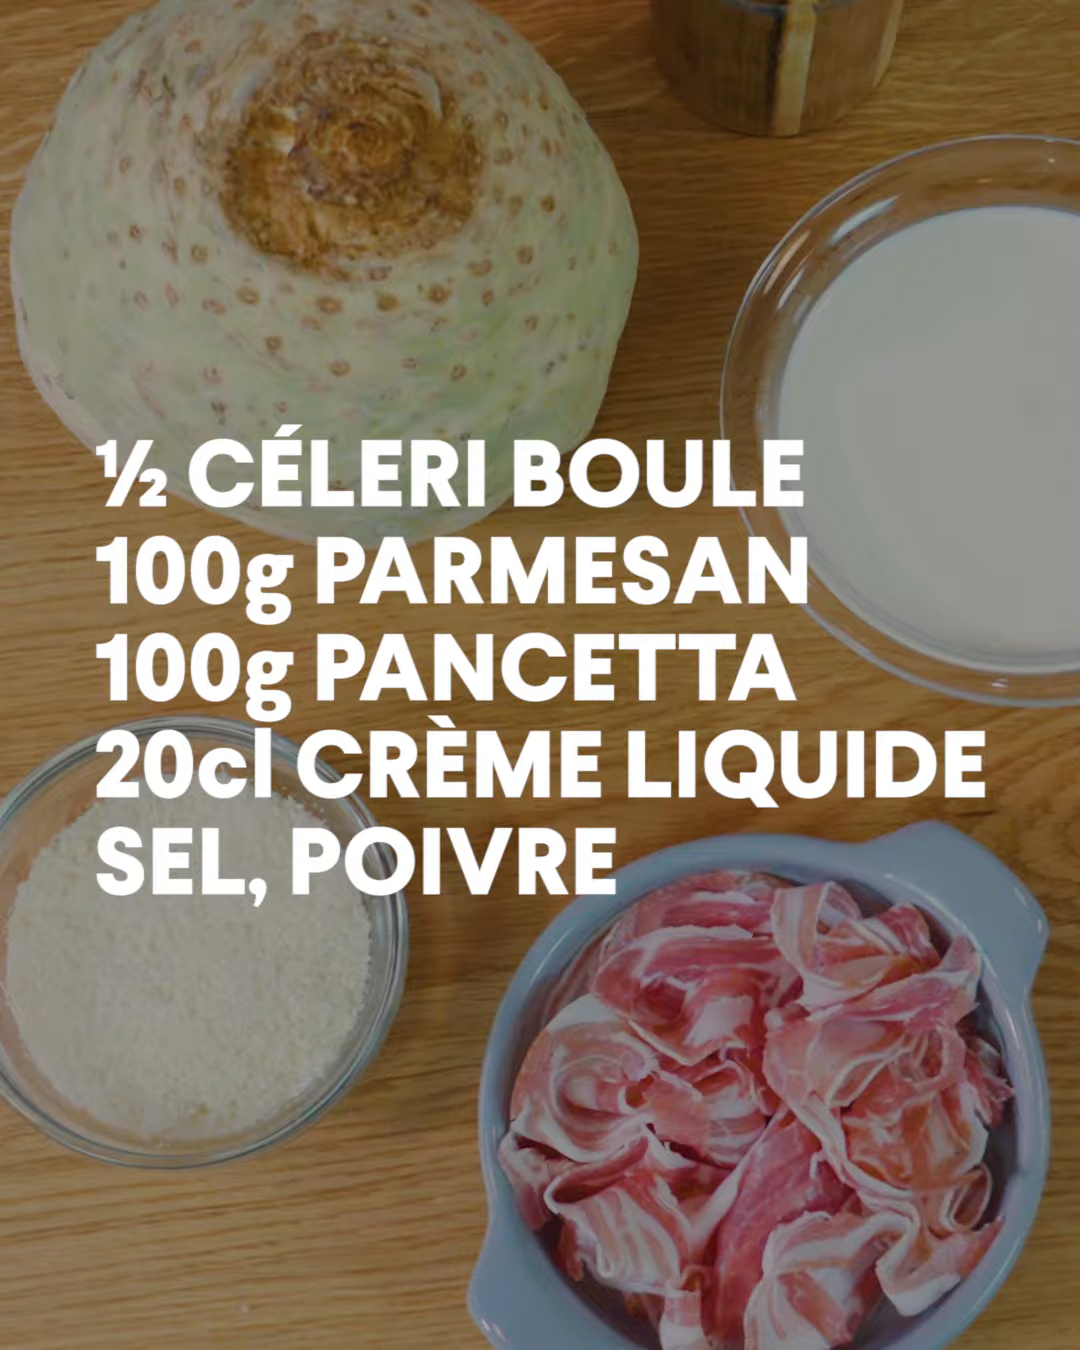 ½ CÉLERI BOULE
100g PARMESAN
100g PANCETTA
20cl CRÈME LIQUIDE
SEL, POIVRE